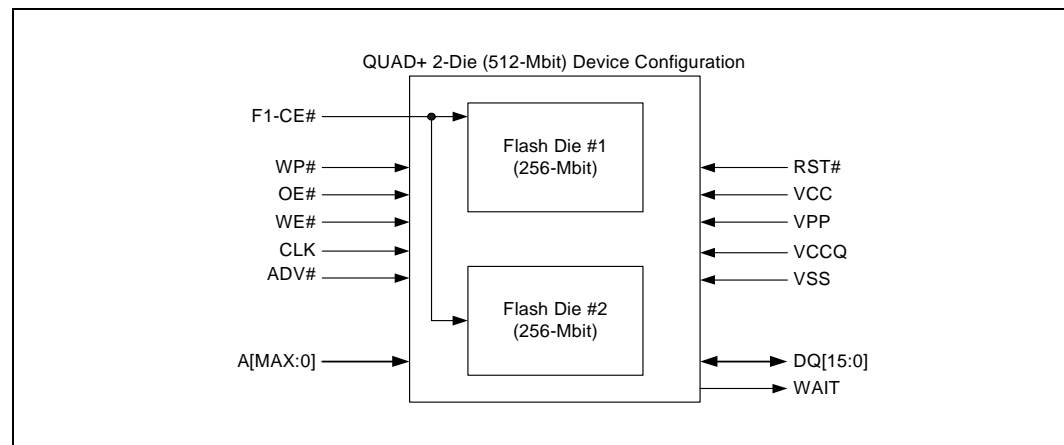 QUAD+ 2-Die (512-Mbit) Device Configuration
F1-CE#
Flash Die #1
(256-Mbit)
WP#
OE#
WE#
CLK
ADV#
RST#
VCC
VPP
VCCQ
VSS
Flash Die #2
(256-Mbit)
A[MAX:0]
DQ[15:0]
WAIT